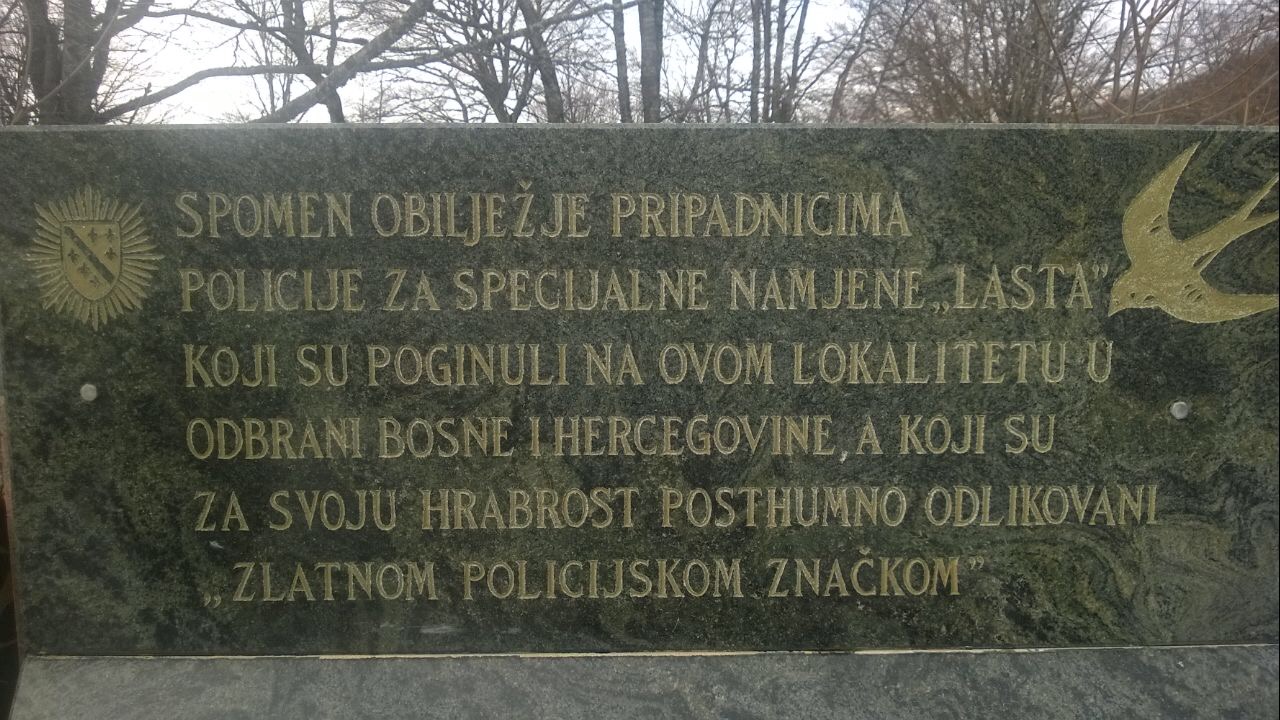 SPOMEN OBILJEŽJE PRIPADNICIMA
POLICIJE ZA SPECIJALNE NAMJENE „LASTA”
KOJI SU POGINULI NA OVOM LOKALITETU U
ODBRANI BOSNE I HERCEGOVINE A KOJI SU
ZA SVOJU HRABROST POSTHUMNO ODLIKOVANI
„ZLATNOM POLICIJSKOM ZNAČKOM”